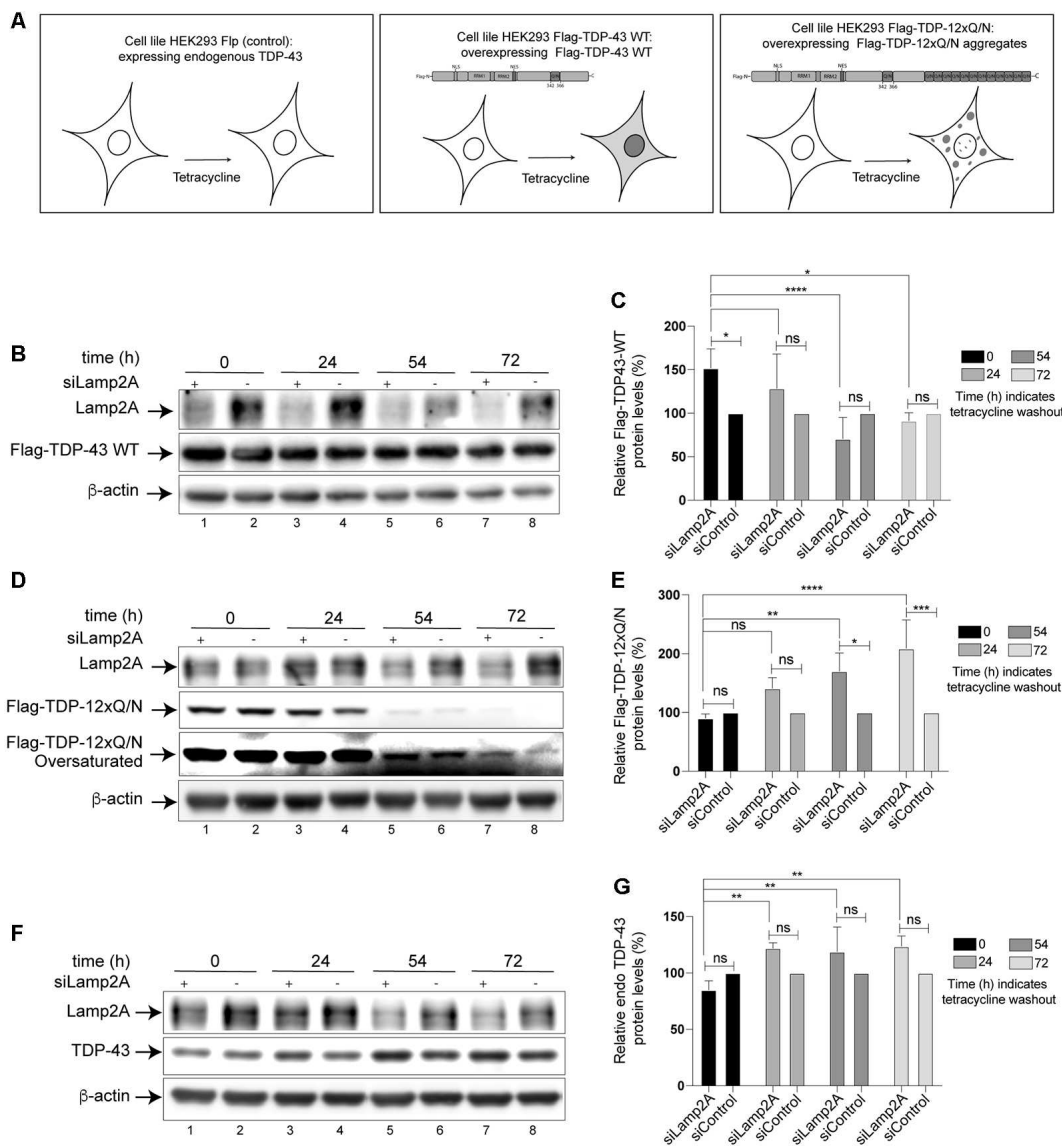 A
Cell lile HEK293 Flp (control):
expressing endogenous TDP-43
Tetracycline
Cell lile HEK293 Flag-TDP-43 WT:
overexpressing Flag-TDP-43 WT
Flag-N
NLS
RRM1
RRM2
NES
Q/N
C
342 366
Tetracycline
Cell lile HEK293 Flag-TDP-12xQ/N:
overexpressing Flag-TDP-12xQ/N aggregates
Flag-N
NLS
RRM1
RRM2
NES
Q/N
Q/N Q/N Q/N Q/N Q/N Q/N Q/N Q/N Q/N Q/N Q/N Q/N
C
342 366
Tetracycline
B
time (h) 0 24 54 72
siLamp2A + - + - + - + -
Lamp2A
Flag-TDP-43 WT
β-actin
1 2 3 4 5 6 7 8
C
Relative Flag-TDP43-WT
protein levels (%)
200
150
100
50
0
*
****
* ns ns ns
siLamp2A siControl siLamp2A siControl siLamp2A siControl siLamp2A siControl
0 54
24 72
Time (h) indicates
tetracycline washout
D
time (h) 0 24 54 72
siLamp2A + - + - + - + -
Lamp2A
Flag-TDP-12xQ/N
Flag-TDP-12xQ/N
Oversaturated
β-actin
1 2 3 4 5 6 7 8
E
Relative Flag-TDP-12xQ/N
protein levels (%)
300
200
100
0
****
**
ns
ns ns * ***
siLamp2A siControl siLamp2A siControl siLamp2A siControl siLamp2A siControl
0 54
24 72
Time (h) indicates
tetracycline washout
F
time (h) 0 24 54 72
siLamp2A + - + - + - + -
Lamp2A
TDP-43
β-actin
1 2 3 4 5 6 7 8
G
Relative endo TDP-43
protein levels (%)
150
100
50
0
**
**
**
ns ns ns ns
siLamp2A siControl siLamp2A siControl siLamp2A siControl siLamp2A siControl
0 54
24 72
Time (h) indicates
tetracycline washout